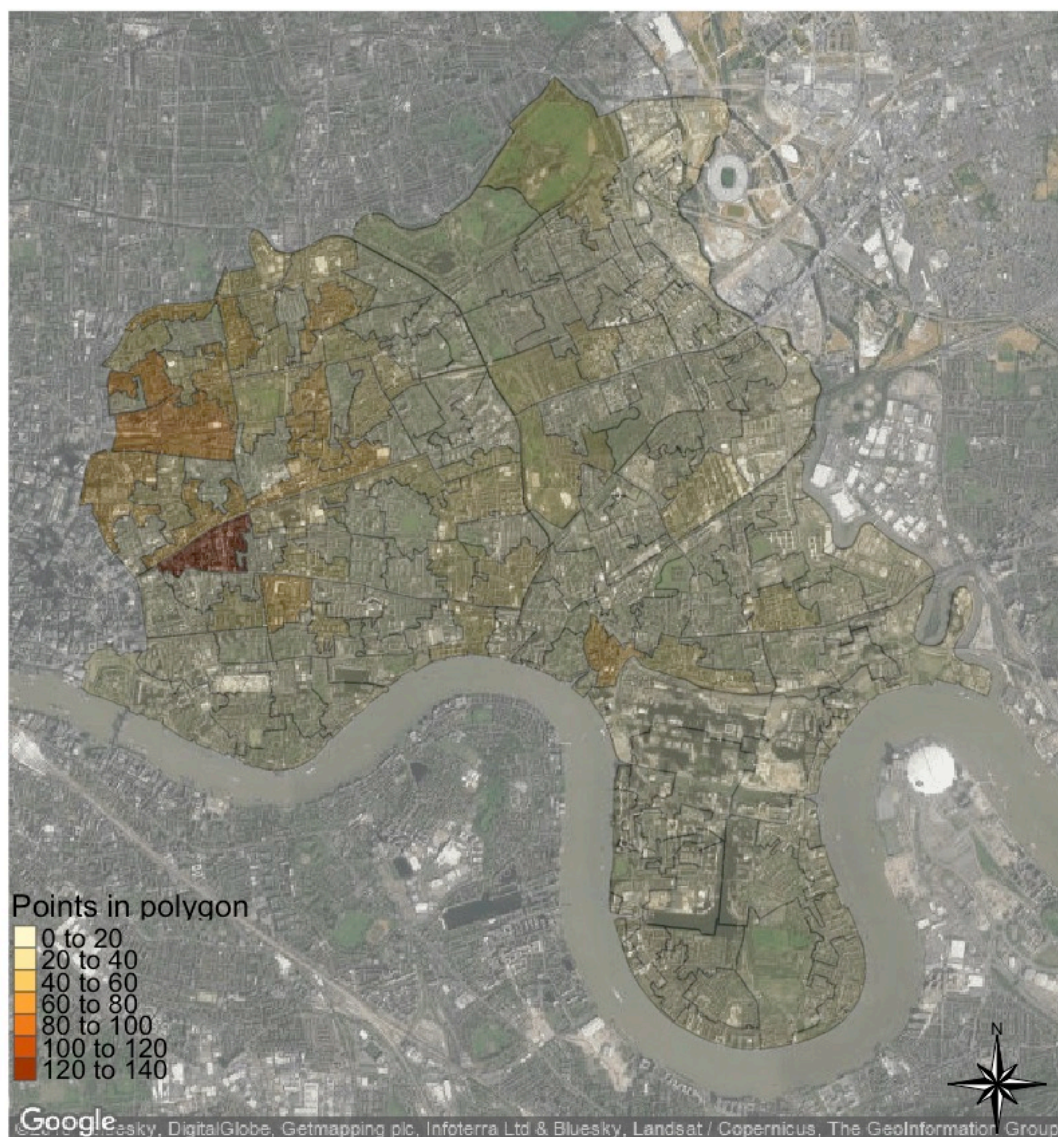 Points in polygon
0 to 20
20 to 40
40 to 60
60 to 80
80 to 100
100 to 120
120 to 140
N
Google
Bluesky, DigitalGlobe, Getmapping plc, Infoterra Ltd & Bluesky, Landsat / Copernicus, The GeoInformation Group